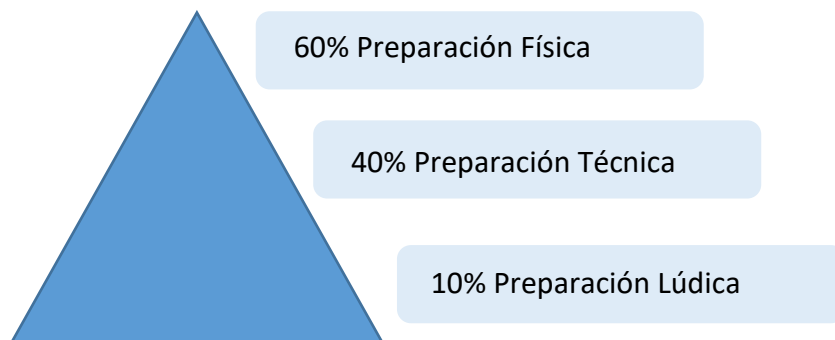 60% Preparación Física
40% Preparación Técnica
10% Preparación Lúdica